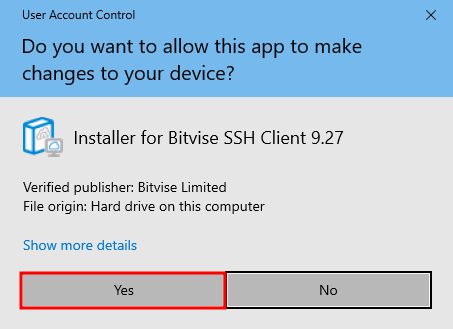 User Account Control
Do you want to allow this app to make
changes to your device?
Installer for Bitvise SSH Client 9.27
Verified publisher: Bitvise Limited
File origin: Hard drive on this computer
Show more details
Yes
No